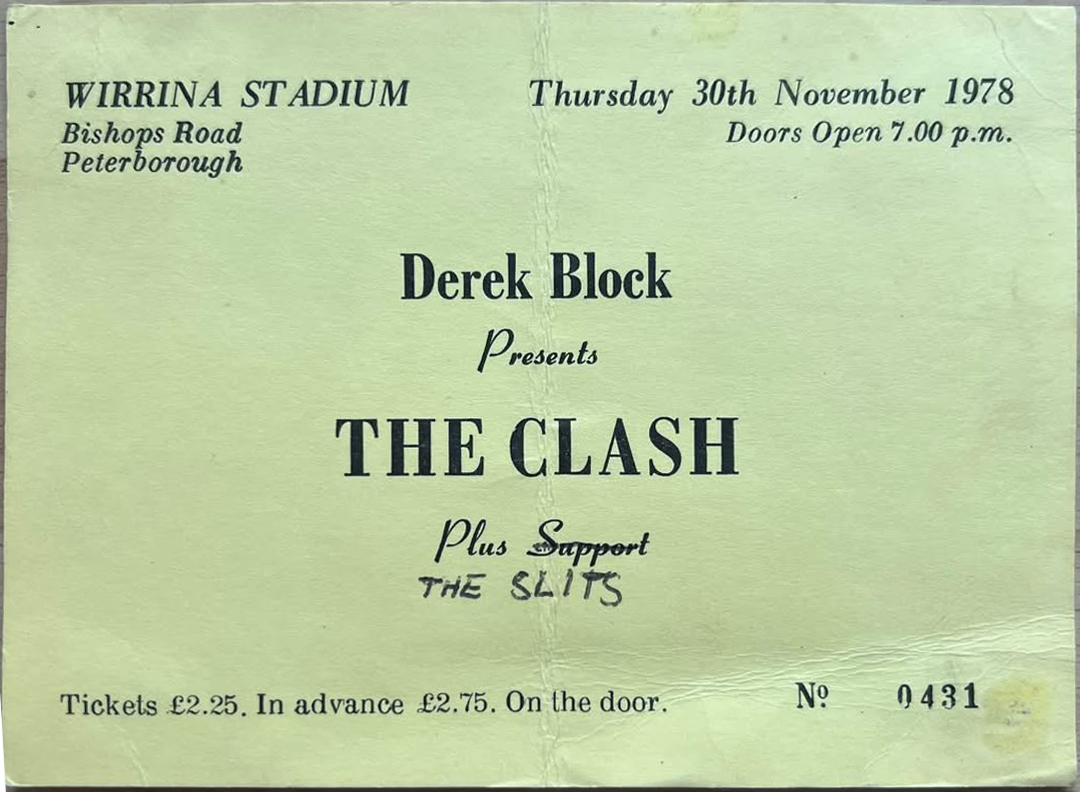 WIRRINA STADIUM
Bishops Road
Peterborough
Thursday 30th November 1978
Doors Open 7.00 p.m.
Derek Block
Presents
THE CLASH
Plus Support
THE SLITS
Tickets £2.25. In advance £2.75. On the door.
Nº 0431